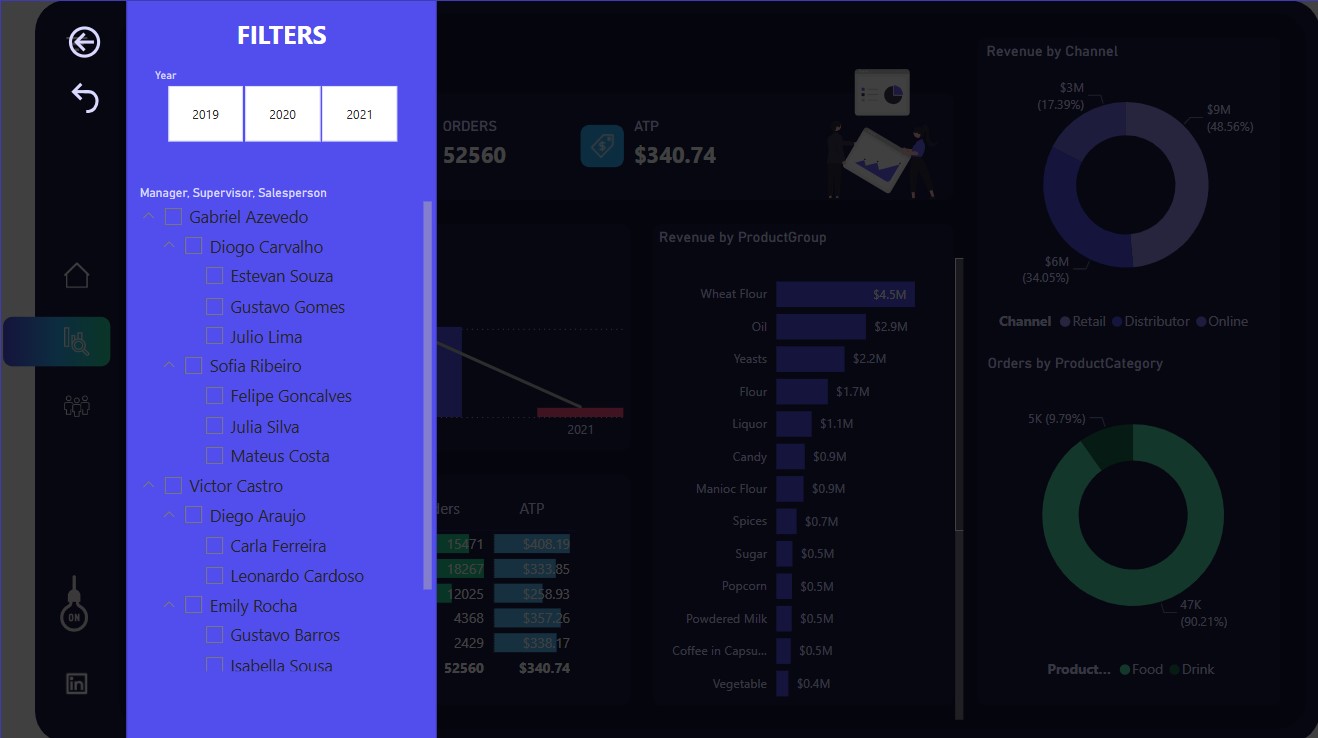 FILTERS
Year
2019 2020 2021
Manager, Supervisor, Salesperson
Gabriel Azevedo
Diogo Carvalho
Estevan Souza
Gustavo Gomes
Julio Lima
Sofia Ribeiro
Felipe Goncalves
Julia Silva
Mateus Costa
Victor Castro
Diego Araujo
Carla Ferreira
Leonardo Cardoso
Emily Rocha
Gustavo Barros
Isabella Sousa
ON
in
ORDERS
52560
ATP
$340.74
2021
ders ATP
15471 $408.19
18267 $333.85
12025 $258.93
4368 $357.26
2429 $338.17
52560 $340.74
Revenue by ProductGroup
Wheat Flour $4.5M
Oil $2.9M
Yeasts $2.2M
Flour $1.7M
Liquor $1.1M
Candy $0.9M
Manioc Flour $0.9M
Spices $0.7M
Sugar $0.5M
Popcorn $0.5M
Powdered Milk $0.5M
Coffee in Capsu... $0.5M
Vegetable $0.4M
Revenue by Channel
$3M
(17.39%)
$9M
(48.56%)
$6M
(34.05%)
Channel Retail Distributor Online
Orders by ProductCategory
5K (9.79%)
47K
(90.21%)
Product... Food Drink